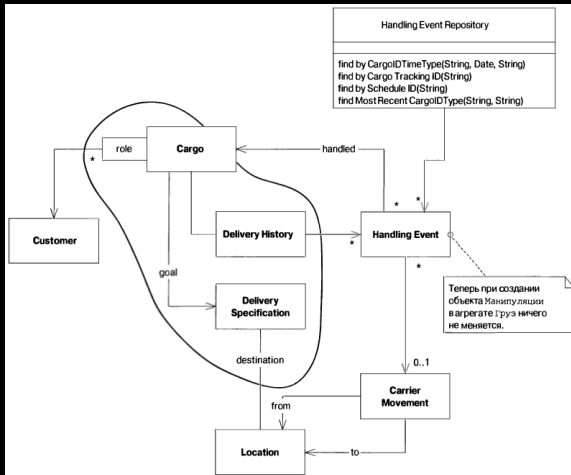 Handling Event Repository
find by CargoIDTimeType(String, Date, String)
find by Cargo Tracking ID(String)
find by Schedule ID(String)
find Most Recent CargoIDType(String, String)
role
*
Cargo
handled
*
*
Customer
Delivery History
*
Handling Event
*
goal
Теперь при создании
объекта Манипуляции
в агрегате Груз ничего
не меняется.
Delivery
Specification
destination
0..1
from
Carrier
Movement
Location
to